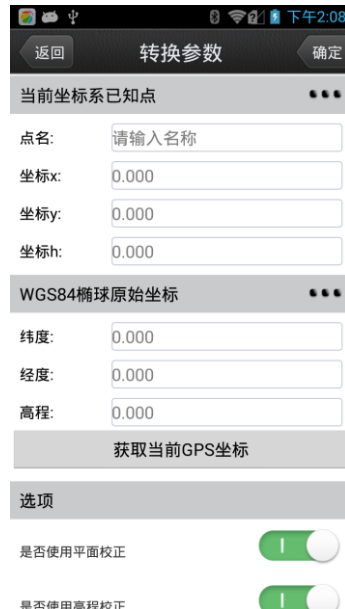 下午2:08
返回 转换参数 确定
当前坐标系已知点
点名: 请输入名称
坐标x: 0.000
坐标y: 0.000
坐标h: 0.000
WGS84椭球原始坐标
纬度: 0.000
经度: 0.000
高程: 0.000
获取当前GPS坐标
选项
是否使用平面校正
是否使用高程校正